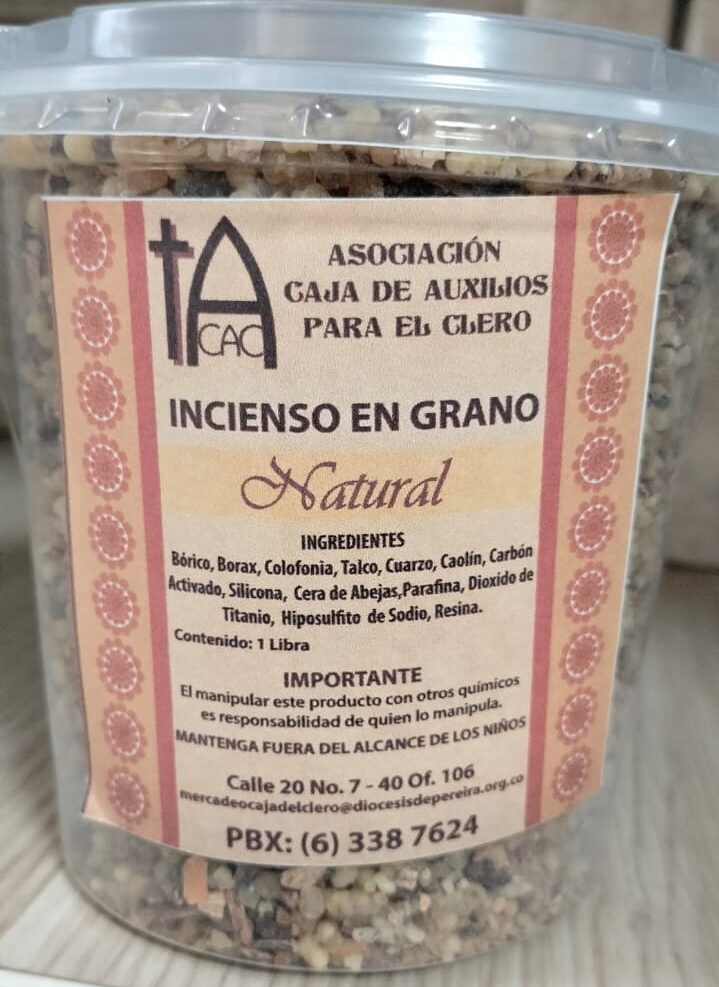 CAC
ASOCIACIÓN
CAJA DE AUXILIOS
PARA EL CLERO
INCIENSO EN GRANO
Natural
INGREDIENTES
Bórico, Borax, Colofonia, Talco, Cuarzo, Caolín, Carbón
Activado, Silicona, Cera de Abejas,Parafina, Dioxido de
Titanio, Hiposulfito de Sodio, Resina.
Contenido: 1 Libra
IMPORTANTE
El manipular este producto con otros químicos
es responsabilidad de quien lo manipula.
MANTENGA FUERA DEL ALCANCE DE LOS NIÑOS
Calle 20 No. 7 - 40 Of. 106
mercadeocajadelclero@diocesisdepereira.org.co
PBX: (6) 338 7624